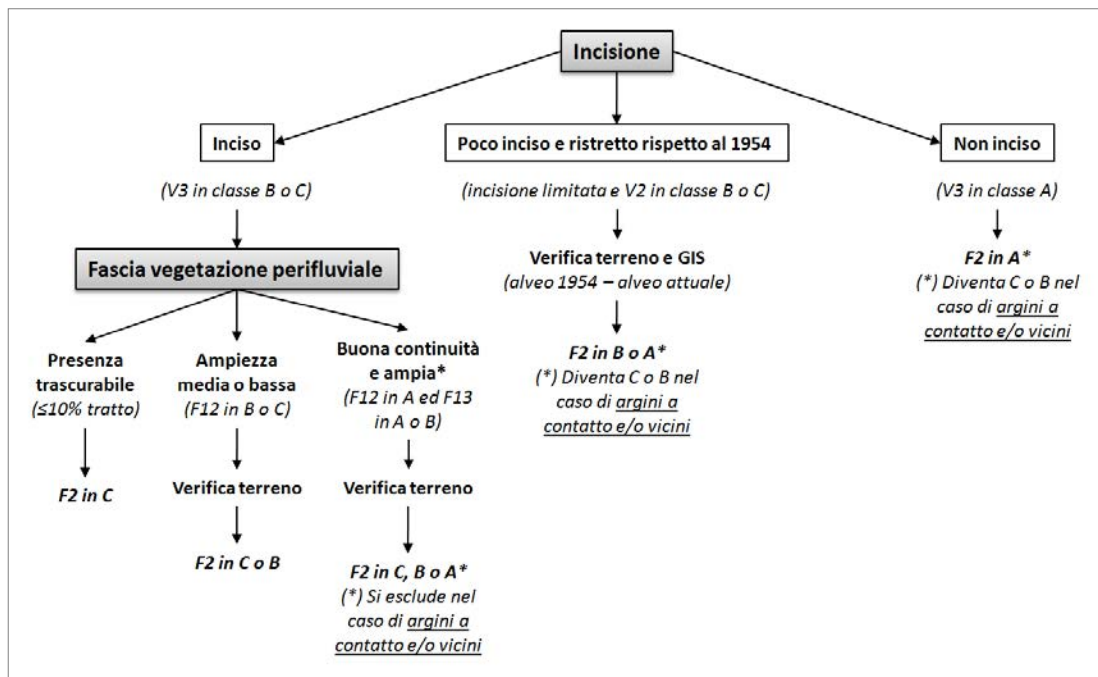 Incisione
Inciso
(V3 in classe B o C)
Fascia vegetazione perifluviale
Presenza
trascurabile
(≤10% tratto)
F2 in C
Ampiezza
media o bassa
(F12 in B o C)
Verifica terreno
F2 in C o B
Buona continuità
e ampia*
(F12 in A ed F13
in A o B)
Verifica terreno
F2 in C, B o A*
(*) Si esclude nel
caso di argini a
contatto e/o vicini
Poco inciso e ristretto rispetto al 1954
(incisione limitata e V2 in classe B o C)
Verifica terreno e GIS
(alveo 1954 – alveo attuale)
F2 in B o A*
(*) Diventa C o B nel
caso di argini a
contatto e/o vicini
Non inciso
(V3 in classe A)
F2 in A*
(*) Diventa C o B nel
caso di argini a
contatto e/o vicini